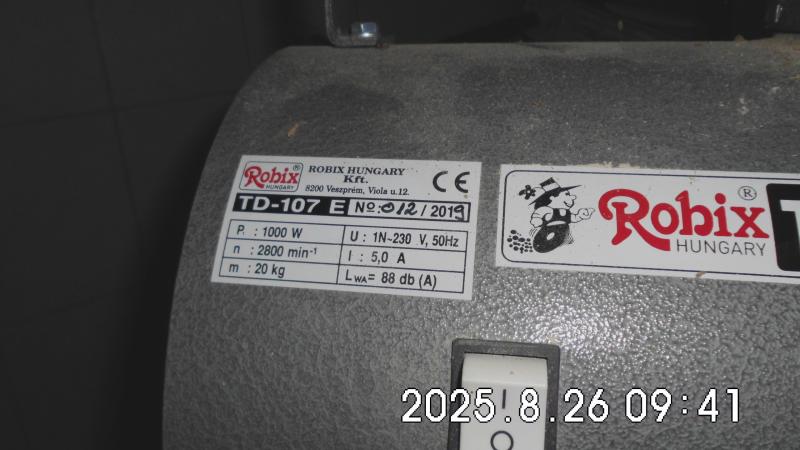 Robix®
HUNGARY
ROBIX HUNGARY
Kft.
8200 Veszprém, Viola u.12.
CE
TD-107 E No:012/2019
P : 1000 W
n : 2800 min⁻¹
m : 20 kg
U : 1N~230 V, 50Hz
I : 5,0 A
LWA = 88 db (A)
Robix®
HUNGARY
I
O
2025.8.26 09:41